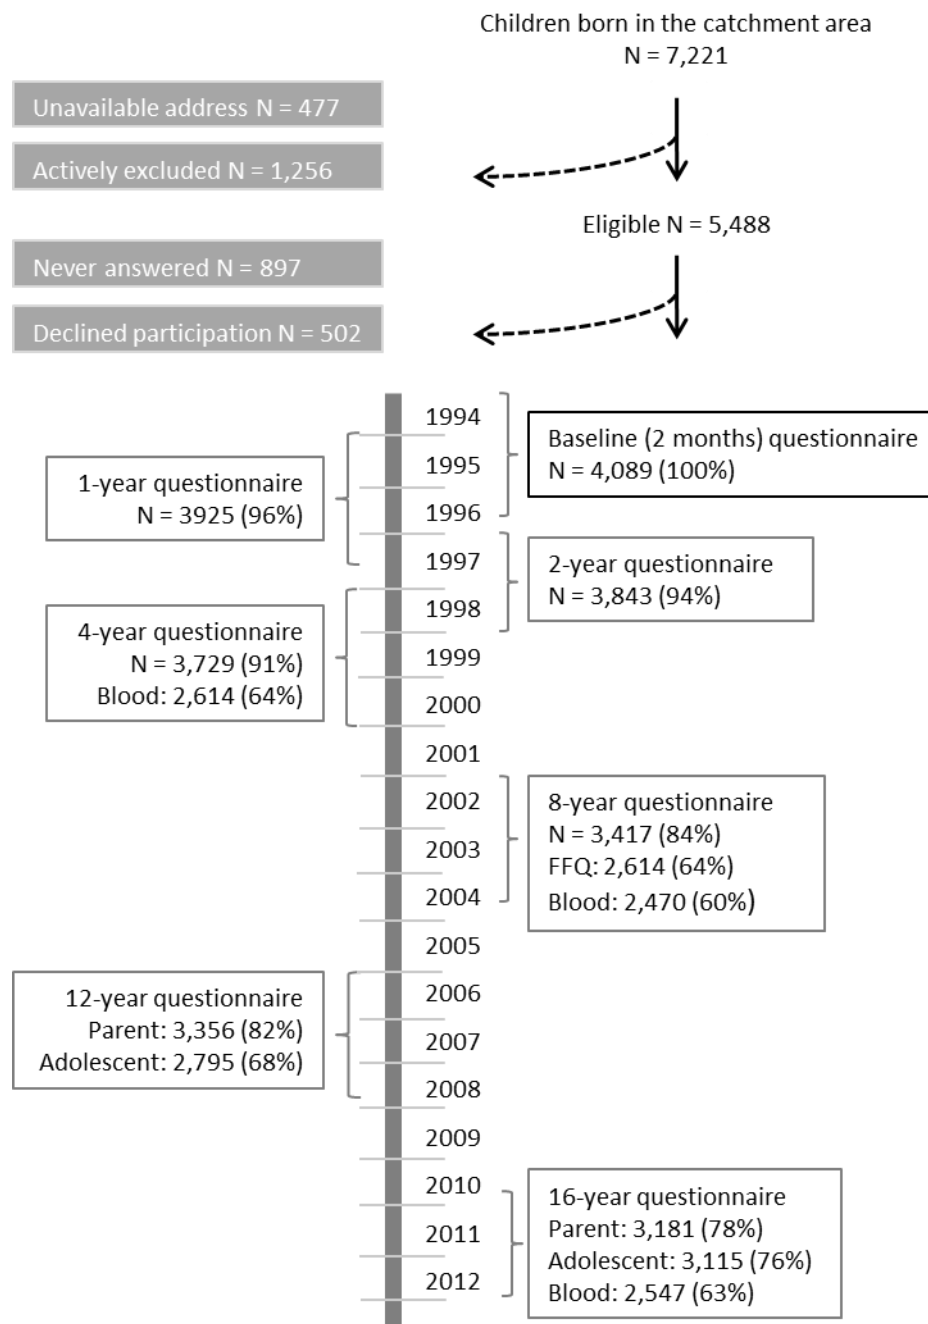 Children born in the catchment area
N = 7,221
Unavailable address N = 477
Actively excluded N = 1,256
Eligible N = 5,488
Never answered N = 897
Declined participation N = 502
1994
Baseline (2 months) questionnaire
N = 4,089 (100%)
1995
1-year questionnaire
N = 3925 (96%)
1996
1997
2-year questionnaire
N = 3,843 (94%)
1998
4-year questionnaire
N = 3,729 (91%)
Blood: 2,614 (64%)
1999
2000
2001
2002
8-year questionnaire
N = 3,417 (84%)
FFQ: 2,614 (64%)
Blood: 2,470 (60%)
2003
2004
2005
2006
12-year questionnaire
Parent: 3,356 (82%)
Adolescent: 2,795 (68%)
2007
2008
2009
2010
16-year questionnaire
Parent: 3,181 (78%)
Adolescent: 3,115 (76%)
Blood: 2,547 (63%)
2011
2012